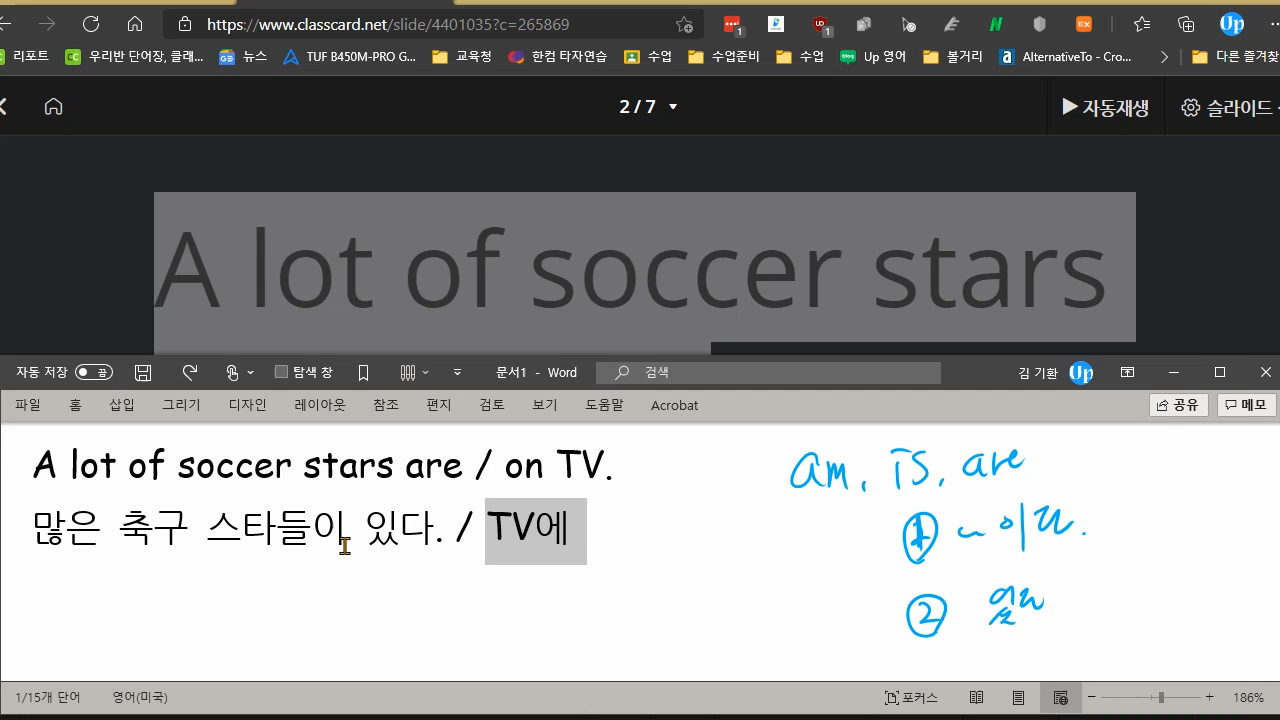 https://www.classcard.net/slide/4401035?c=265869
리포트 우리반 단어장, 클래... 뉴스 TUF B450M-PRO G... 교육청 한컴 타자연습 수업 수업준비 수업 Up 영어 볼거리 AlternativeTo - Cro... 다른 즐겨찾
2 / 7 자동재생 슬라이드
A lot of soccer stars
자동 저장 끔 탐색 창 문서1 - Word 검색 김 기환 Up
파일 홈 삽입 그리기 디자인 레이아웃 참조 편지 검토 보기 도움말 Acrobat 공유 메모
A lot of soccer stars are / on TV.
많은 축구 스타들이 있다. / TV에
am, is, are
① ~이다.
② 있다
1/15개 단어 영어(미국) 포커스 186%